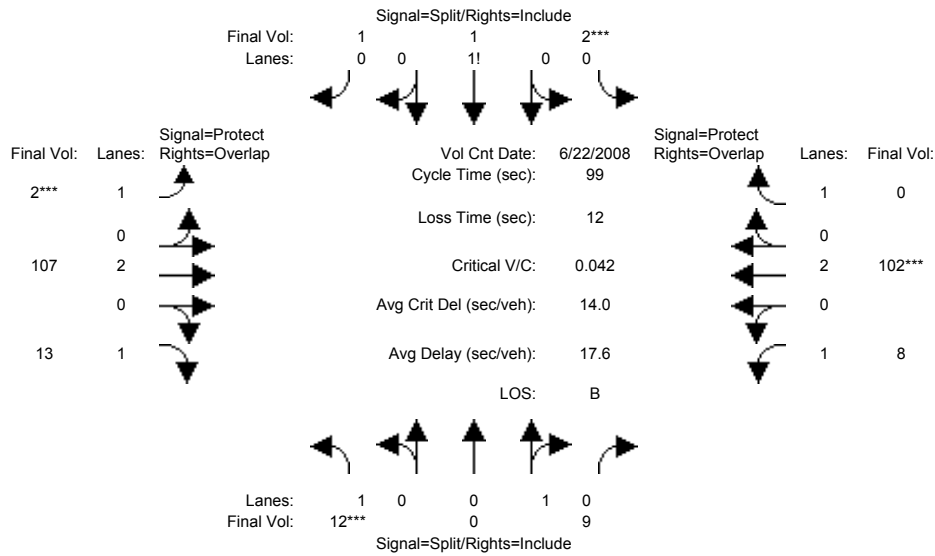 Signal=Split/Rights=Include
Final Vol: 1 1 2***
Lanes: 0 0 1! 0 0
Signal=Protect Signal=Protect
Final Vol: Lanes: Rights=Overlap Vol Cnt Date: 6/22/2008 Rights=Overlap Lanes: Final Vol:
Cycle Time (sec): 99
2*** 1 1 0
Loss Time (sec): 12
0 0
107 2 Critical V/C: 0.042 2 102***
0 Avg Crit Del (sec/veh): 14.0 0
13 1 Avg Delay (sec/veh): 17.6 1 8
LOS: B
Lanes: 1 0 0 1 0
Final Vol: 12*** 0 9
Signal=Split/Rights=Include